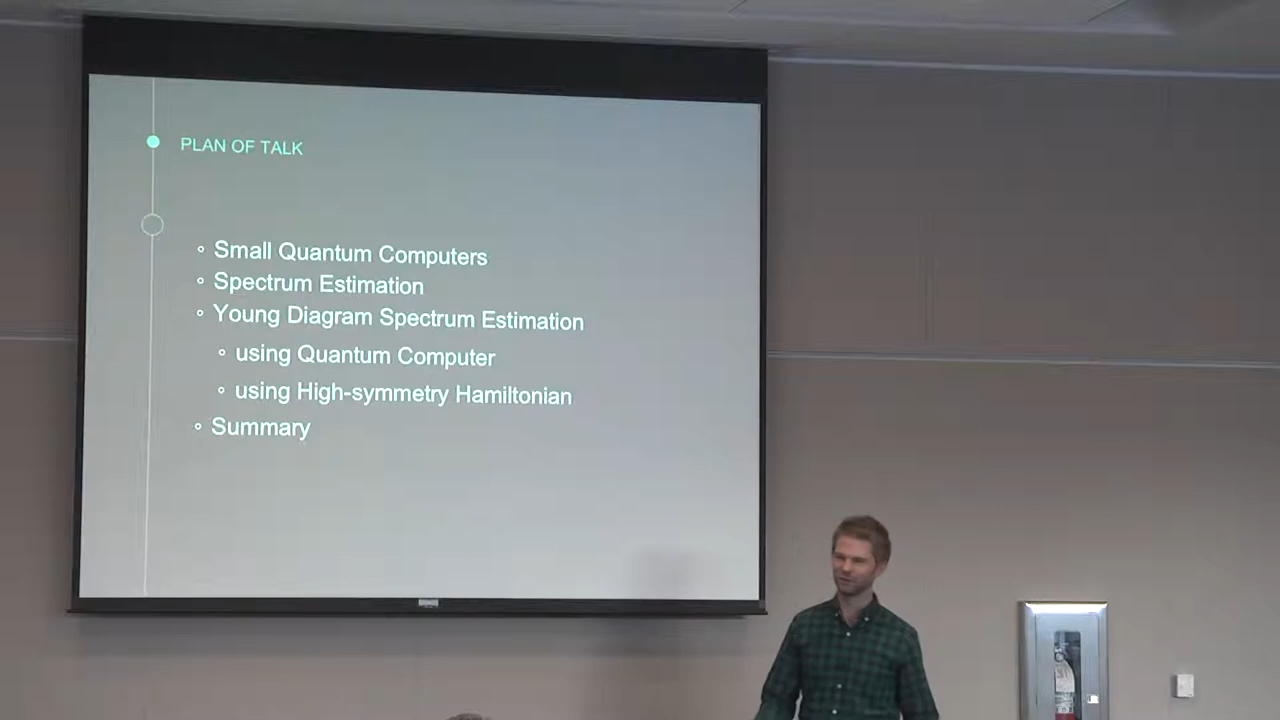 PLAN OF TALK
Small Quantum Computers
Spectrum Estimation
Young Diagram Spectrum Estimation
using Quantum Computer
using High-symmetry Hamiltonian
Summary